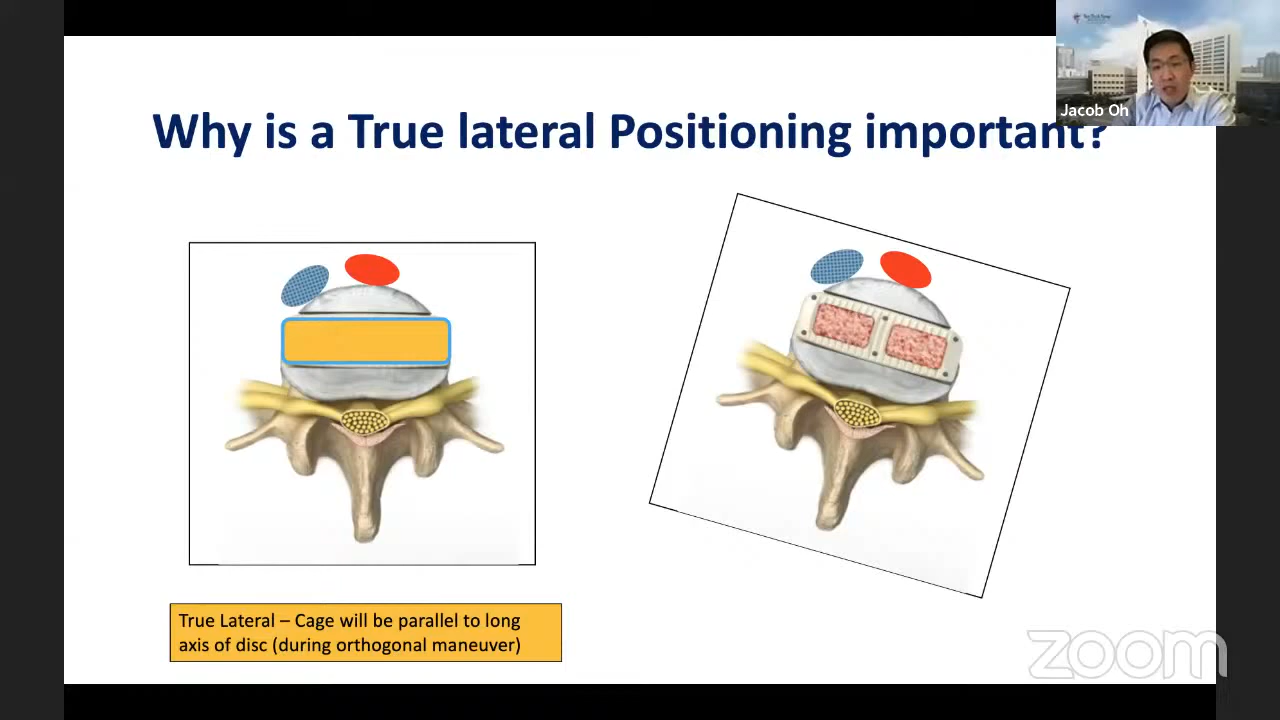 Why is a True lateral Positioning important?
Jacob Oh
True Lateral – Cage will be parallel to long
axis of disc (during orthogonal maneuver)
zoom